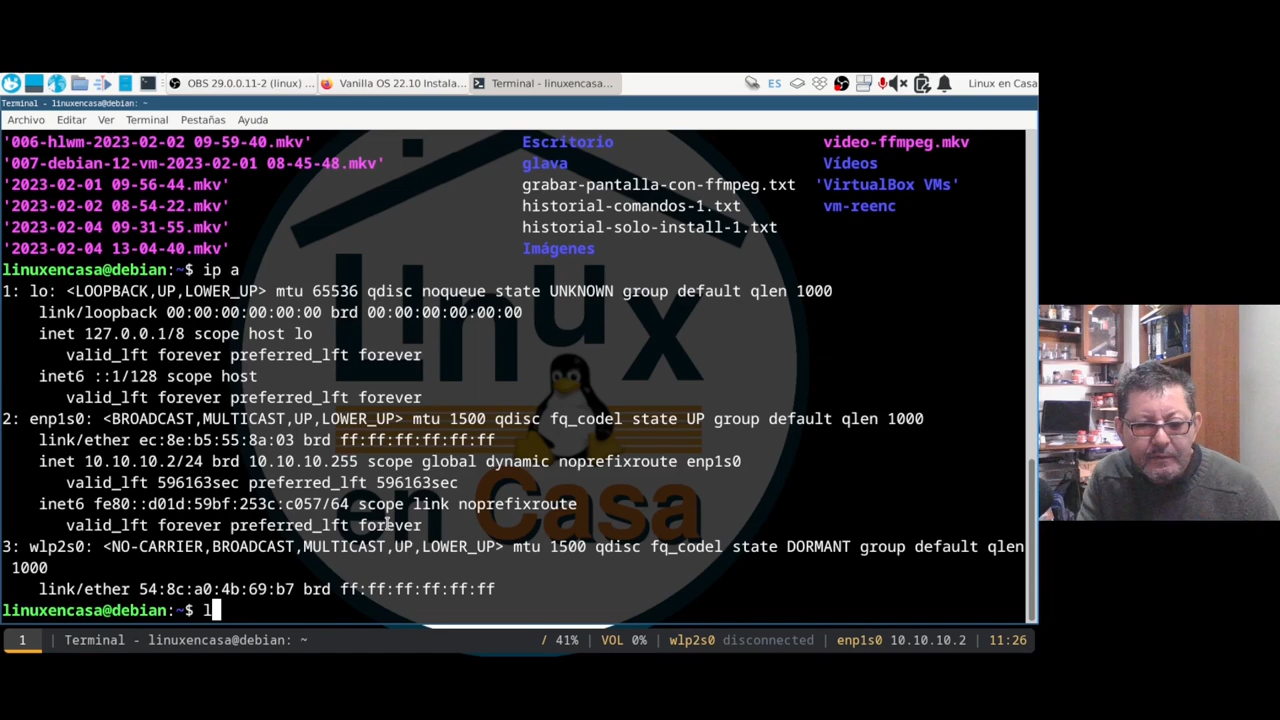 OBS 29.0.0.11-2 (linux) ... Vanilla OS 22.10 Instala... Terminal - linuxencasa@... ES Linux en Casa
Terminal - linuxencasa@debian: ~
Archivo Editar Ver Terminal Pestañas Ayuda
'006-hlwm-2023-02-02 09-59-40.mkv' Escritorio video-ffmpeg.mkv
'007-debian-12-vm-2023-02-01 08-45-48.mkv' glava Vídeos
'2023-02-01 09-56-44.mkv' grabar-pantalla-con-ffmpeg.txt 'VirtualBox VMs'
'2023-02-02 08-54-22.mkv' historial-comandos-1.txt vm-reenc
'2023-02-04 09-31-55.mkv' historial-solo-install-1.txt
'2023-02-04 13-04-40.mkv' Imágenes
linuxencasa@debian:~$ ip a
1: lo: <LOOPBACK,UP,LOWER_UP> mtu 65536 qdisc noqueue state UNKNOWN group default qlen 1000
link/loopback 00:00:00:00:00:00 brd 00:00:00:00:00:00
inet 127.0.0.1/8 scope host lo
valid_lft forever preferred_lft forever
inet6 ::1/128 scope host
valid_lft forever preferred_lft forever
2: enp1s0: <BROADCAST,MULTICAST,UP,LOWER_UP> mtu 1500 qdisc fq_codel state UP group default qlen 1000
link/ether ec:8e:b5:55:8a:03 brd ff:ff:ff:ff:ff:ff
inet 10.10.10.2/24 brd 10.10.10.255 scope global dynamic noprefixroute enp1s0
valid_lft 596163sec preferred_lft 596163sec
inet6 fe80::d01d:59bf:253c:c057/64 scope link noprefixroute
valid_lft forever preferred_lft forever
3: wlp2s0: <NO-CARRIER,BROADCAST,MULTICAST,UP,LOWER_UP> mtu 1500 qdisc fq_codel state DORMANT group default qlen
1000
link/ether 54:8c:a0:4b:69:b7 brd ff:ff:ff:ff:ff:ff
linuxencasa@debian:~$ l
Linux
en Casa
1 Terminal - linuxencasa@debian: ~ / 41% | VOL 0% | wlp2s0 disconnected | enp1s0 10.10.10.2 | 11:26